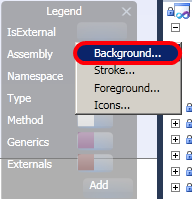 Legend
IsExternal
Assembly
Background...
Stroke...
Namespace
Foreground...
Type
Icons...
Method
Generics
Externals
Add